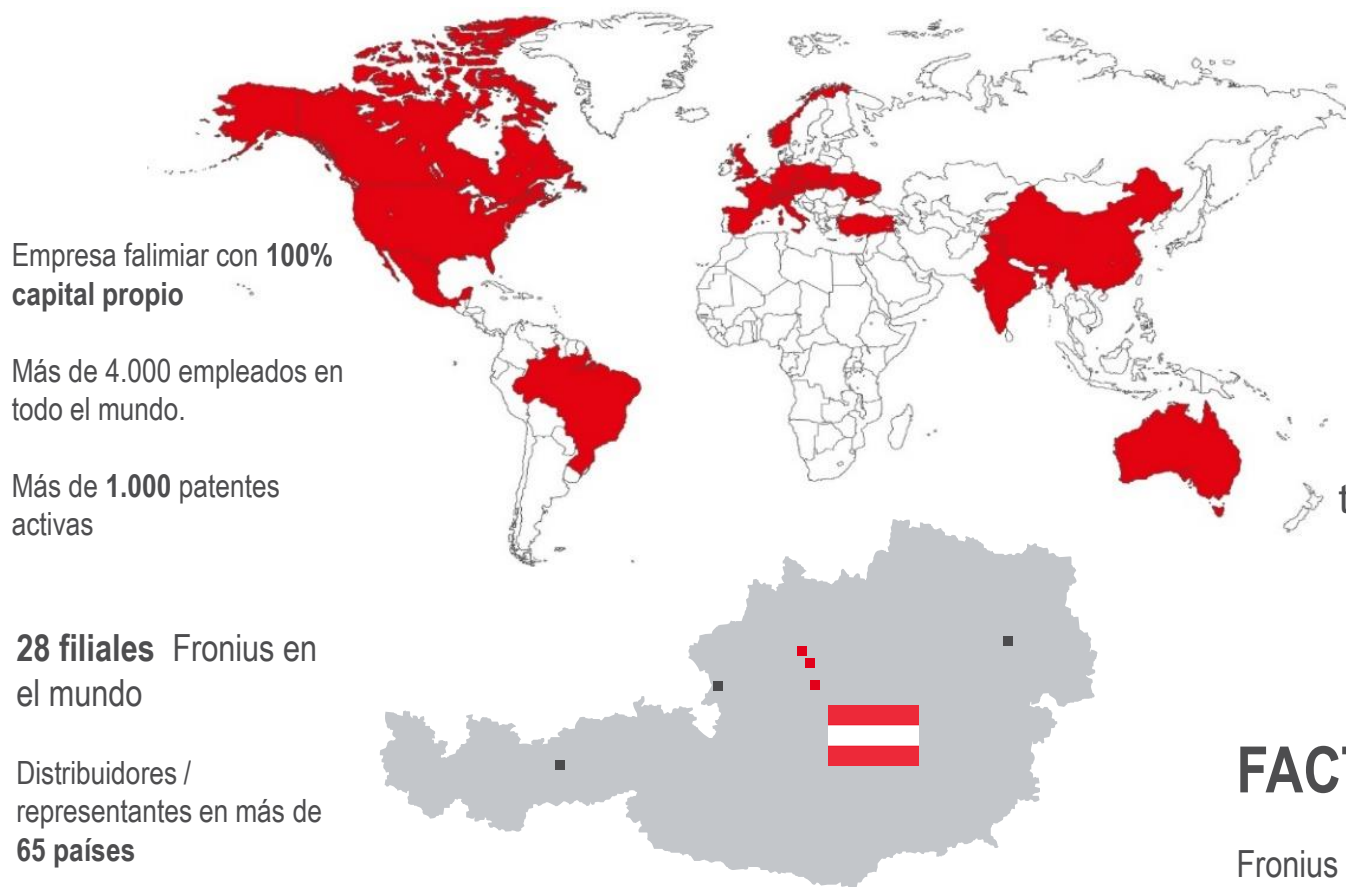 Empresa falimiar con 100%
capital propio
Más de 4.000 empleados en
todo el mundo.
Más de 1.000 patentes
activas
t
28 filiales Fronius en
el mundo
Distribuidores /
representantes en más de
65 países
FACT
Fronius